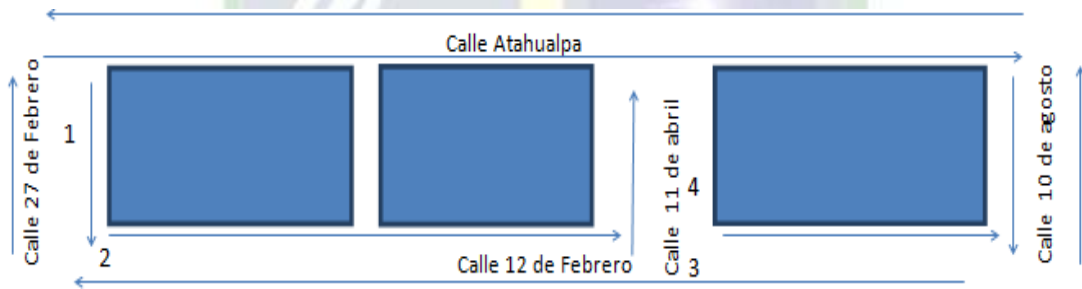 Calle Atahualpa
Calle 27 de Febrero
1
2
Calle 12 de Febrero
Calle 11 de abril
4
3
Calle 10 de agosto